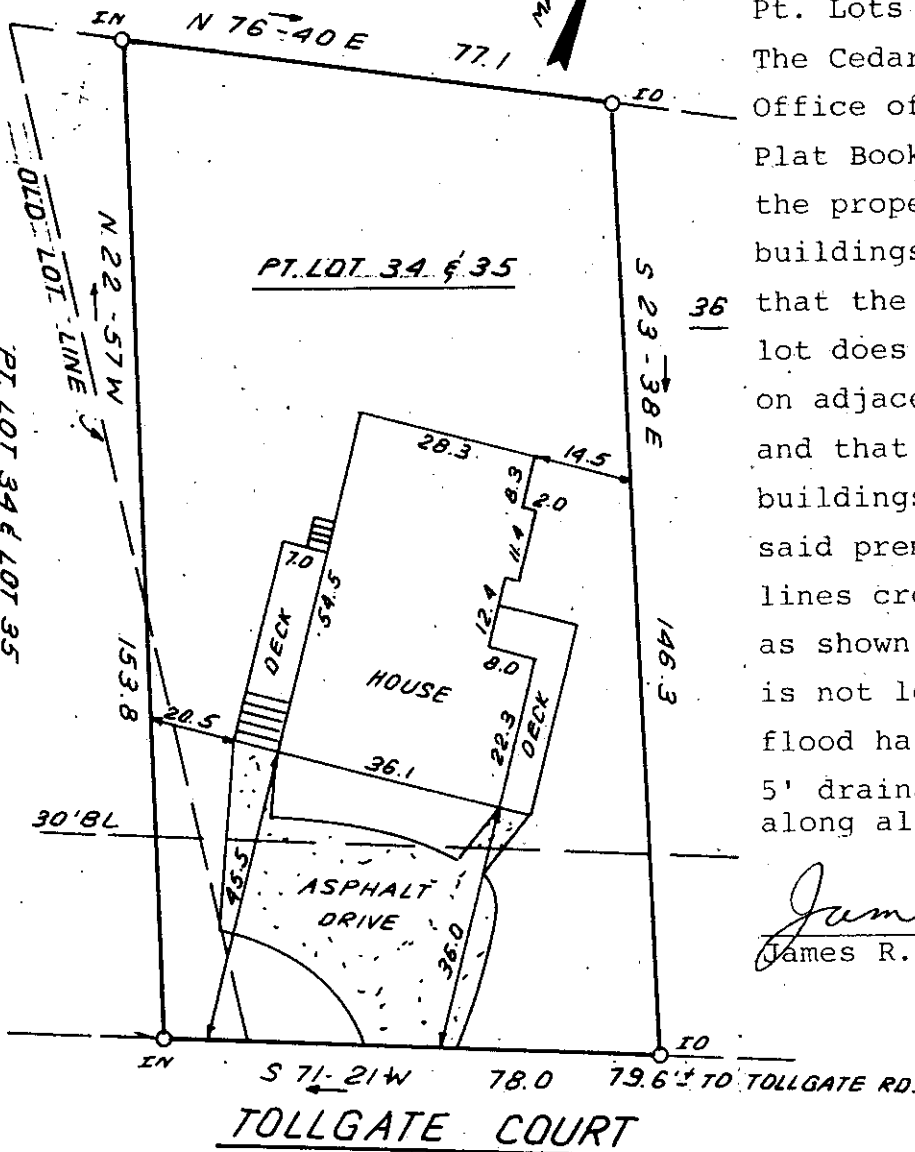 IN N 76-40 E 77.1 IO
MA
OLD LOT LINE
N 22-57 W
153.8
PT. LOT 34 & LOT 35
PT. LOT 34 & 35
S 23-38 E
146.3
36
28.3
14.5
8.3
2.0
11.4
12.4
8.0
22.3
7.0
54.5
DECK
HOUSE
DECK
20.5
36.1
30' BL
45.5
ASPHALT
DRIVE
36.0
IN
IO
S 71-21 W 78.0 79.6'± TO TOLLGATE RD.
TOLLGATE COURT
Pt. Lots
The Cedar
Office of
Plat Book
the prope
buildings
that the
lot does
on adjace
and that
buildings
said prem
lines cre
as shown
is not lo
flood ha
5' drain
along al
Jam
James R.